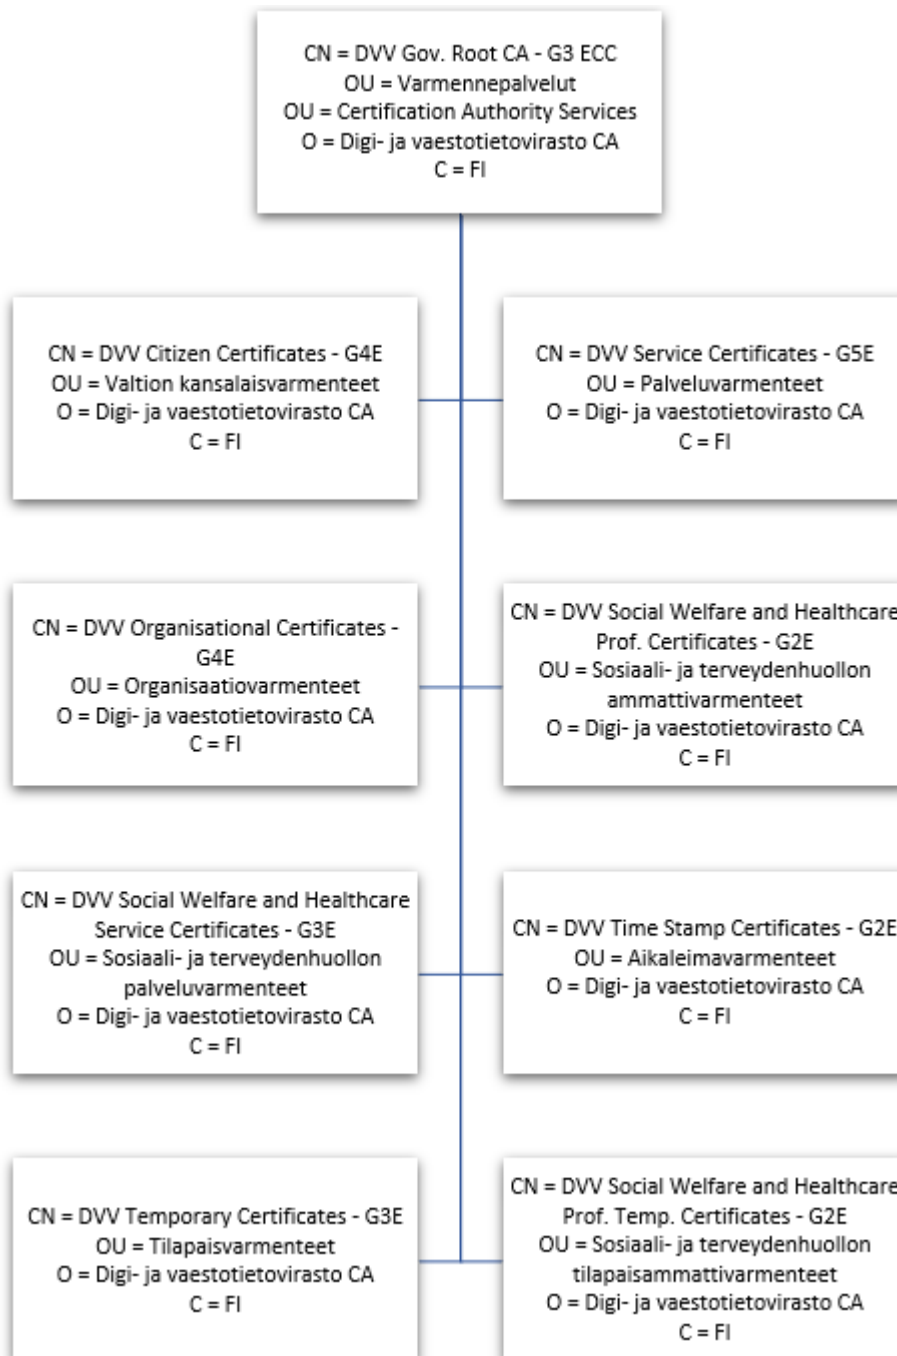 CN = DVV Gov. Root CA - G3 ECC
OU = Varmennepalvelut
OU = Certification Authority Services
O = Digi- ja vaestotietovirasto CA
C = FI
CN = DVV Citizen Certificates - G4E
OU = Valtion kansalaisvarmenteet
O = Digi- ja vaestotietovirasto CA
C = FI
CN = DVV Service Certificates - G5E
OU = Palveluvarmenteet
O = Digi- ja vaestotietovirasto CA
C = FI
CN = DVV Organisational Certificates -
G4E
OU = Organisaatiovarmenteet
O = Digi- ja vaestotietovirasto CA
C = FI
CN = DVV Social Welfare and Healthcare
Prof. Certificates - G2E
OU = Sosiaali- ja terveydenhuollon
ammattivarmenteet
O = Digi- ja vaestotietovirasto CA
C = FI
CN = DVV Social Welfare and Healthcare
Service Certificates - G3E
OU = Sosiaali- ja terveydenhuollon
palveluvarmenteet
O = Digi- ja vaestotietovirasto CA
C = FI
CN = DVV Time Stamp Certificates - G2E
OU = Aikaleimavarmenteet
O = Digi- ja vaestotietovirasto CA
C = FI
CN = DVV Temporary Certificates - G3E
OU = Tilapaisvarmenteet
O = Digi- ja vaestotietovirasto CA
C = FI
CN = DVV Social Welfare and Healthcare
Prof. Temp. Certificates - G2E
OU = Sosiaali- ja terveydenhuollon
tilapaisammattivarmenteet
O = Digi- ja vaestotietovirasto CA
C = FI